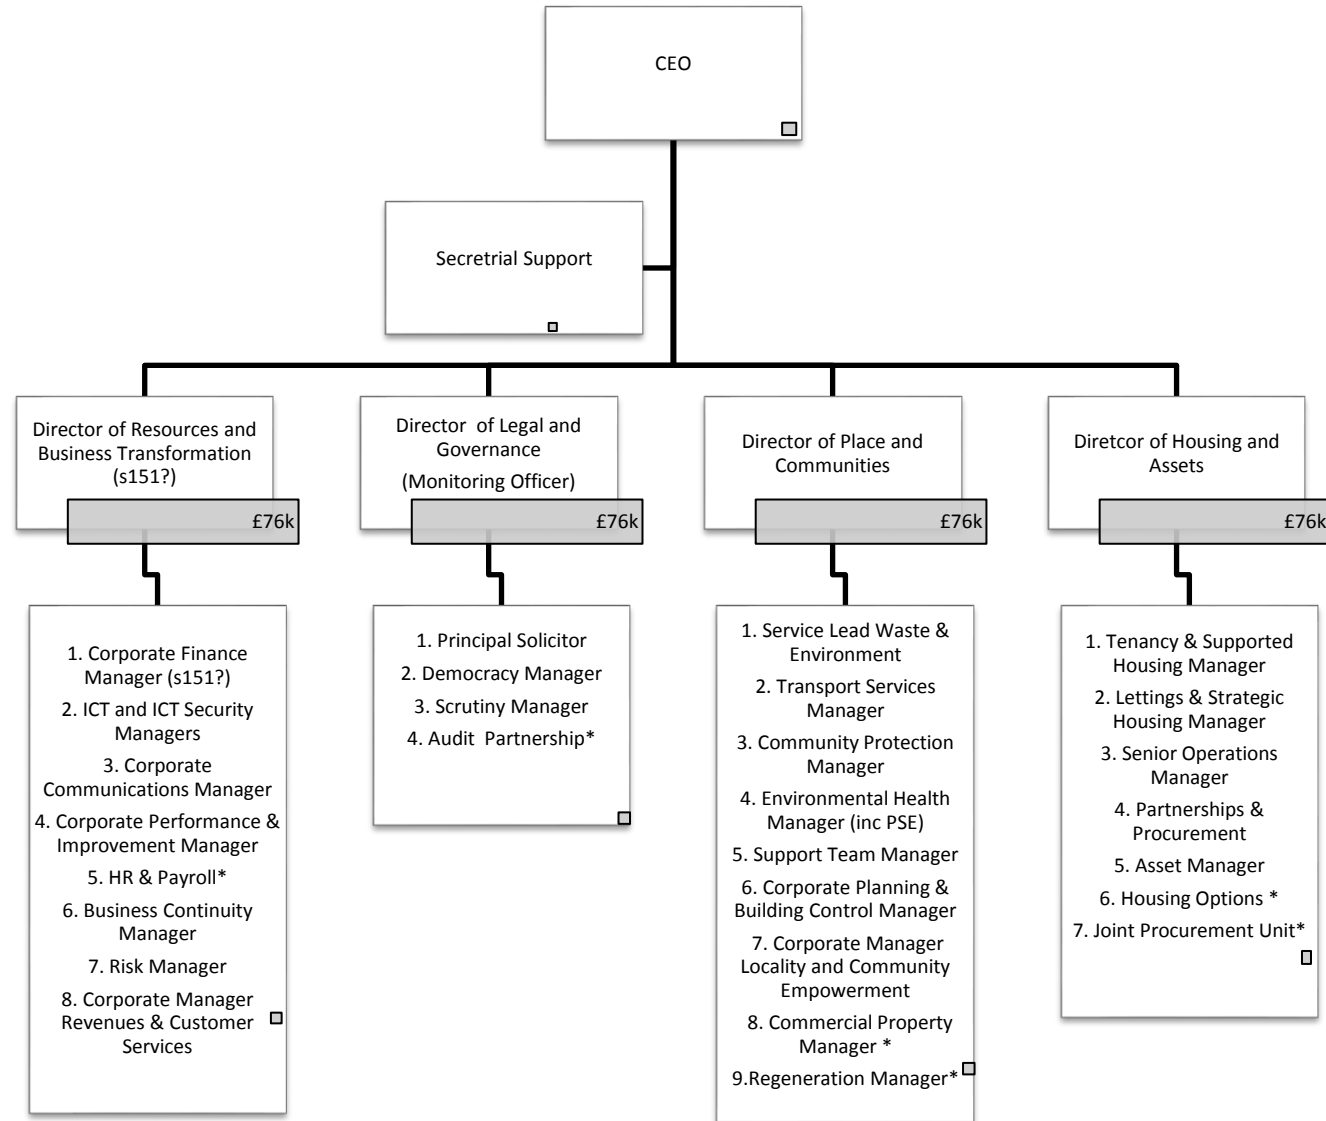 CEO
Secretrial Support
Director of Resources and
Business Transformation
(s151?)
£76k
Director  of Legal and
Governance
(Monitoring Officer)
£76k
Director of Place and
Communities
£76k
Diretcor of Housing and
Assets
£76k
1. Corporate Finance
Manager (s151?)
2. ICT and ICT Security
Managers
3. Corporate
Communications Manager
4. Corporate Performance &
Improvement Manager
5. HR & Payroll*
6. Business Continuity
Manager
7. Risk Manager
8. Corporate Manager
Revenues & Customer
Services
1. Principal Solicitor
2. Democracy Manager
3. Scrutiny Manager
4. Audit  Partnership*
1. Service Lead Waste &
Environment
2. Transport Services
Manager
3. Community Protection
Manager
4. Environmental Health
Manager (inc PSE)
5. Support Team Manager
6. Corporate Planning &
Building Control Manager
7. Corporate Manager
Locality and Community
Empowerment
8. Commercial Property
Manager *
9.Regeneration Manager*
1. Tenancy & Supported
Housing Manager
2. Lettings & Strategic
Housing Manager
3. Senior Operations
Manager
4. Partnerships &
Procurement
5. Asset Manager
6. Housing Options *
7. Joint Procurement Unit*